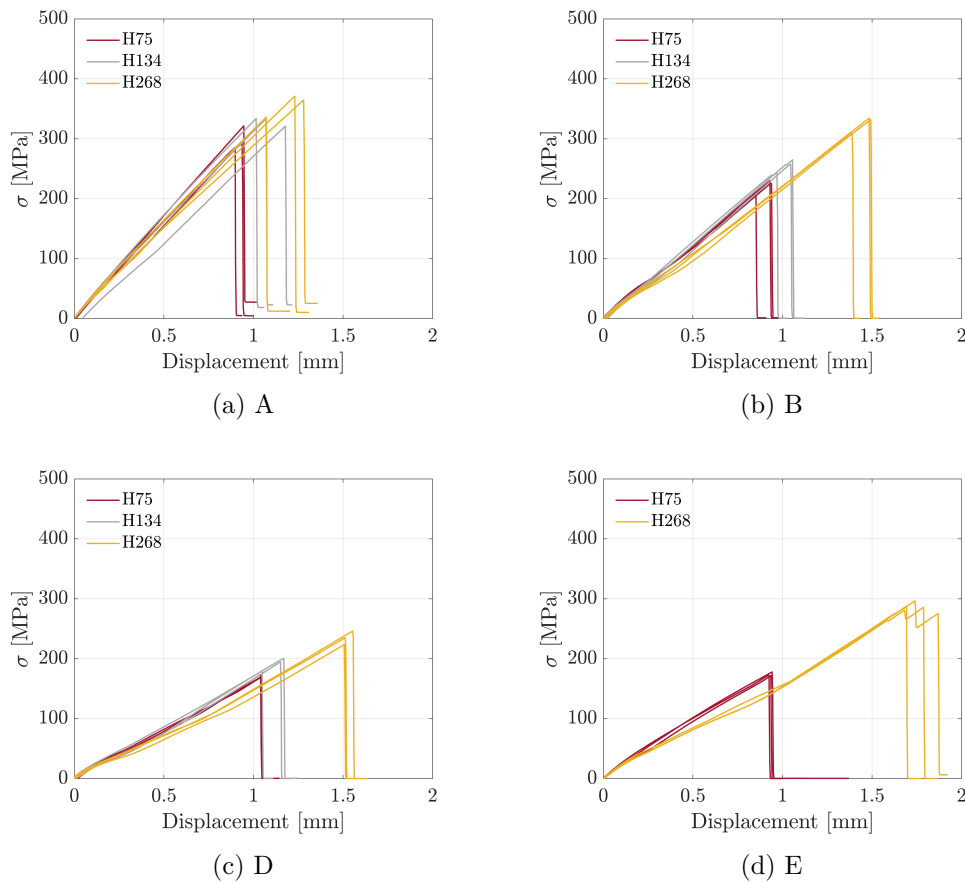 500
400
300
200
100
0
σ [MPa]
H75
H134
H268
0 0.5 1 1.5 2
Displacement [mm]
(a) A
500
400
300
200
100
0
σ [MPa]
H75
H134
H268
0 0.5 1 1.5 2
Displacement [mm]
(b) B
500
400
300
200
100
0
σ [MPa]
H75
H134
H268
0 0.5 1 1.5 2
Displacement [mm]
(c) D
500
400
300
200
100
0
σ [MPa]
H75
H268
0 0.5 1 1.5 2
Displacement [mm]
(d) E